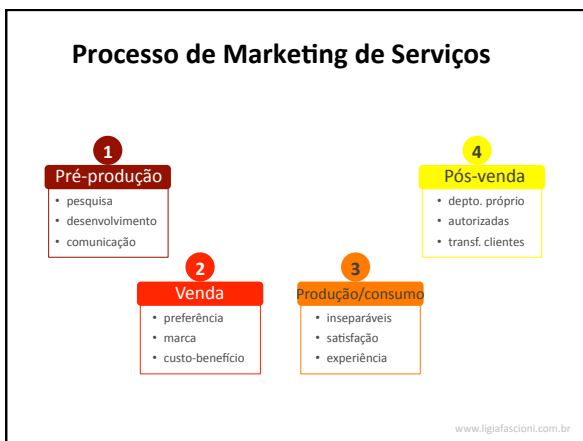 Processo de Marketing de Serviços
1
Pré-produção
• pesquisa
• desenvolvimento
• comunicação
2
Venda
• preferência
• marca
• custo-benefício
3
Produção/consumo
• inseparáveis
• satisfação
• experiência
4
Pós-venda
• depto. próprio
• autorizadas
• transf. clientes
www.ligiafascioni.com.br